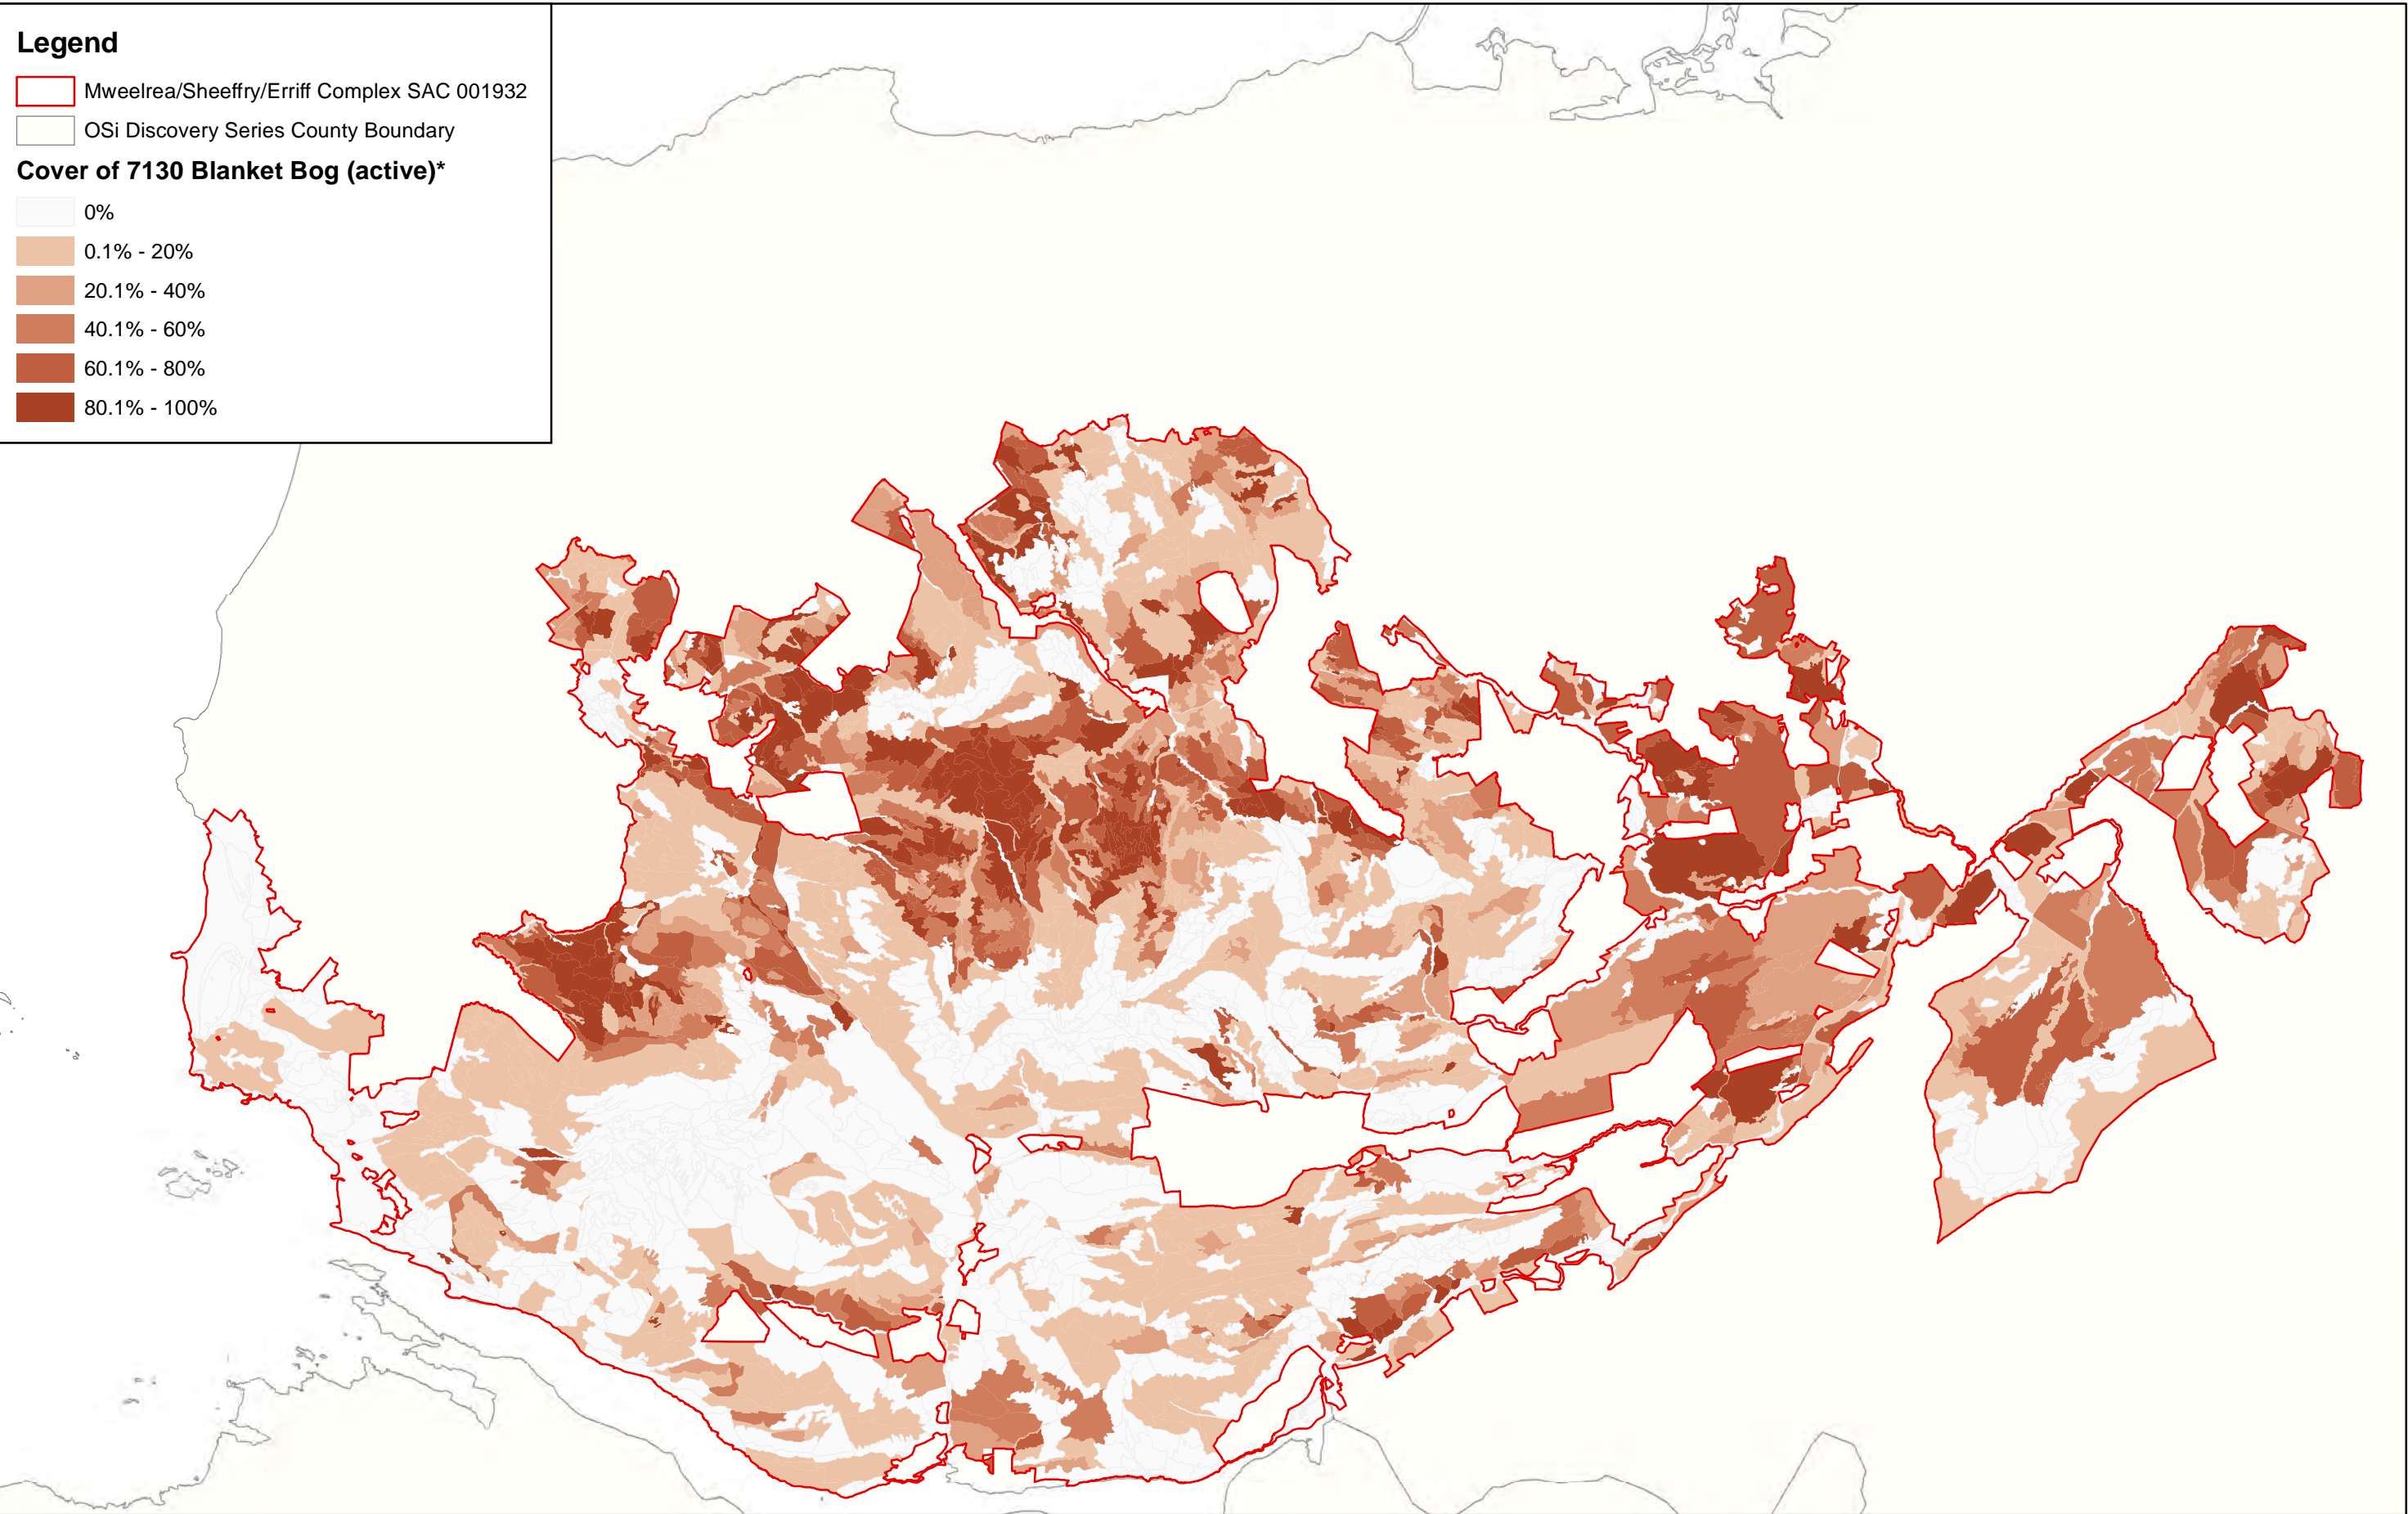 Legend
Mweelrea/Sheeffry/Erriff Complex SAC 001932
OSi Discovery Series County Boundary
Cover of 7130 Blanket Bog (active)*
0%
0.1% - 20%
20.1% - 40%
40.1% - 60%
60.1% - 80%
80.1% - 100%